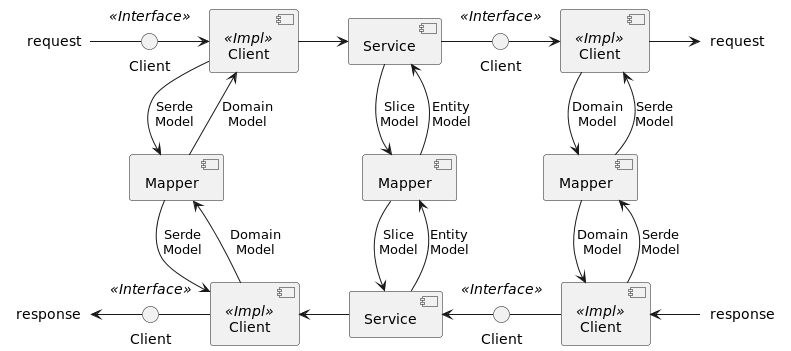 «Interface»
«Interface»
request
Client
«Impl»
Client
Service
Client
«Impl»
Client
request
Serde
Model
Domain
Model
Slice
Model
Entity
Model
Domain
Model
Serde
Model
Mapper
Mapper
Mapper
Serde
Model
Domain
Model
Slice
Model
Entity
Model
Domain
Model
Serde
Model
«Interface»
«Interface»
response
Client
«Impl»
Client
Service
Client
«Impl»
Client
response